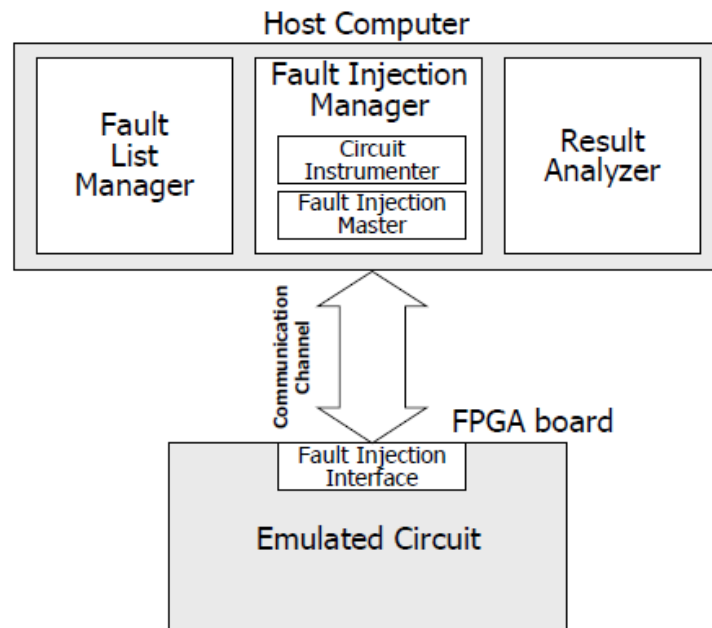 Host Computer
Fault
List
Manager
Fault Injection
Manager
Circuit
Instrumenter
Fault Injection
Master
Result
Analyzer
Communication
Channel
FPGA board
Fault Injection
Interface
Emulated Circuit